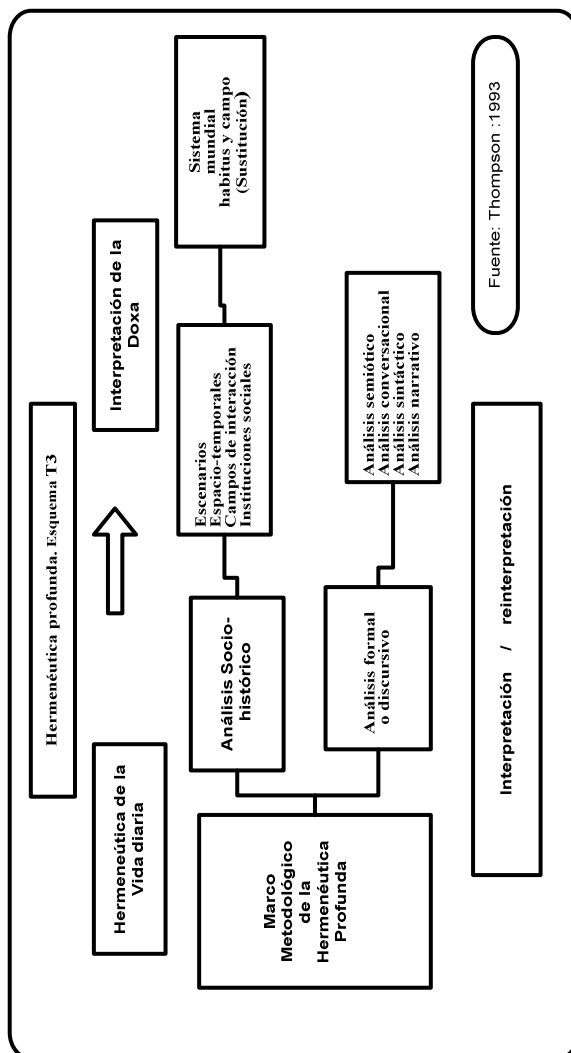 Hermenéutica profunda. Esquema T3
Hermeneútica de la
Vida diaria
Interpretación de la
Doxa
Marco
Metodológico
de la
Hermenéutica
Profunda
Análisis Socio-
histórico
Escenarios
Espacio-temporales
Campos de interacción
Instituciones sociales
Sistema
mundial
habitus y campo
(Sustitución)
Análisis formal
o discursivo
Análisis semiótico
Análisis conversacional
Análisis sintáctico
Análisis narrativo
Interpretación / reinterpretación
Fuente: Thompson :1993